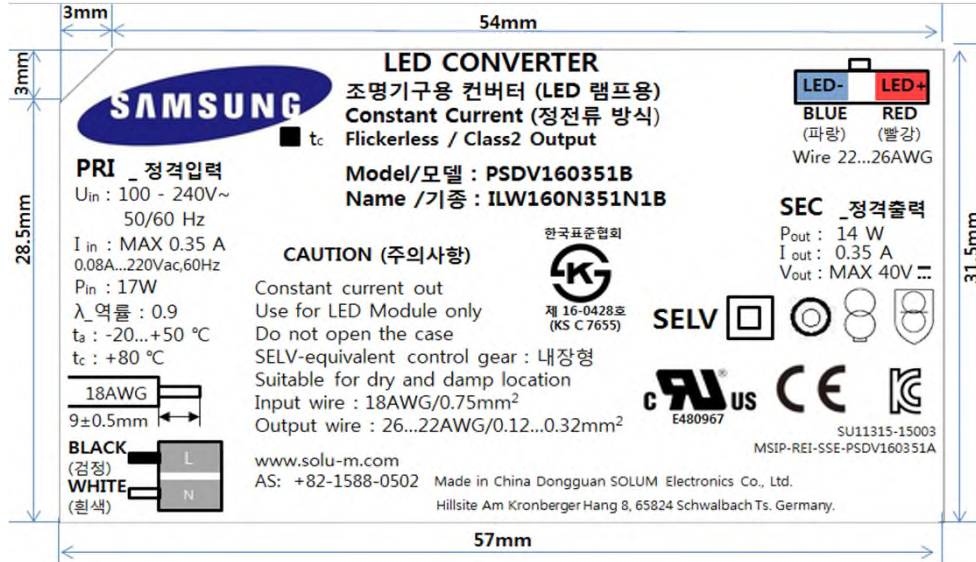 3mm
54mm
3mm
28.5mm
31.5mm
57mm
SAMSUNG
tc
LED CONVERTER
조명기구용 컨버터 (LED 램프용)
Constant Current (정전류 방식)
Flickerless / Class2 Output
Model/모델 : PSDV160351B
Name /기종 : ILW160N351N1B
LED- LED+
BLUE RED
(파랑) (빨강)
Wire 22...26AWG
PRI _ 정격입력
Uin : 100 - 240V~
50/60 Hz
I in : MAX 0.35 A
0.08A...220Vac,60Hz
Pin : 17W
λ_역률 : 0.9
ta : -20...+50 ℃
tc : +80 ℃
18AWG
9±0.5mm
BLACK
(검정)
WHITE
(흰색)
L
N
CAUTION (주의사항)
Constant current out
Use for LED Module only
Do not open the case
SELV-equivalent control gear : 내장형
Suitable for dry and damp location
Input wire : 18AWG/0.75mm²
Output wire : 26...22AWG/0.12...0.32mm²
한국표준협회
K
제 16-0428호
(KS C 7655)
SEC _정격출력
Pout : 14 W
I out : 0.35 A
Vout : MAX 40V
SELV
C RU US
®
E480967
CE
KC
SU11315-15003
MSIP-REI-SSE-PSDV160351A
www.solu-m.com
AS: +82-1588-0502 Made in China Dongguan SOLUM Electronics Co., Ltd.
Hillsite Am Kronberger Hang 8, 65824 Schwalbach Ts. Germany.